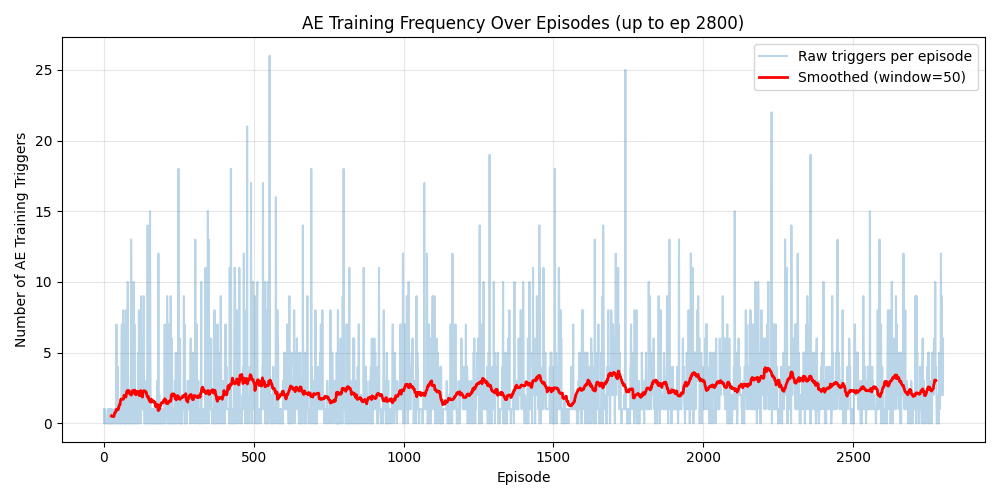 AE Training Frequency Over Episodes (up to ep 2800)
Raw triggers per episode
Smoothed (window=50)
Number of AE Training Triggers
25
20
15
10
5
0
0 500 1000 1500 2000 2500
Episode